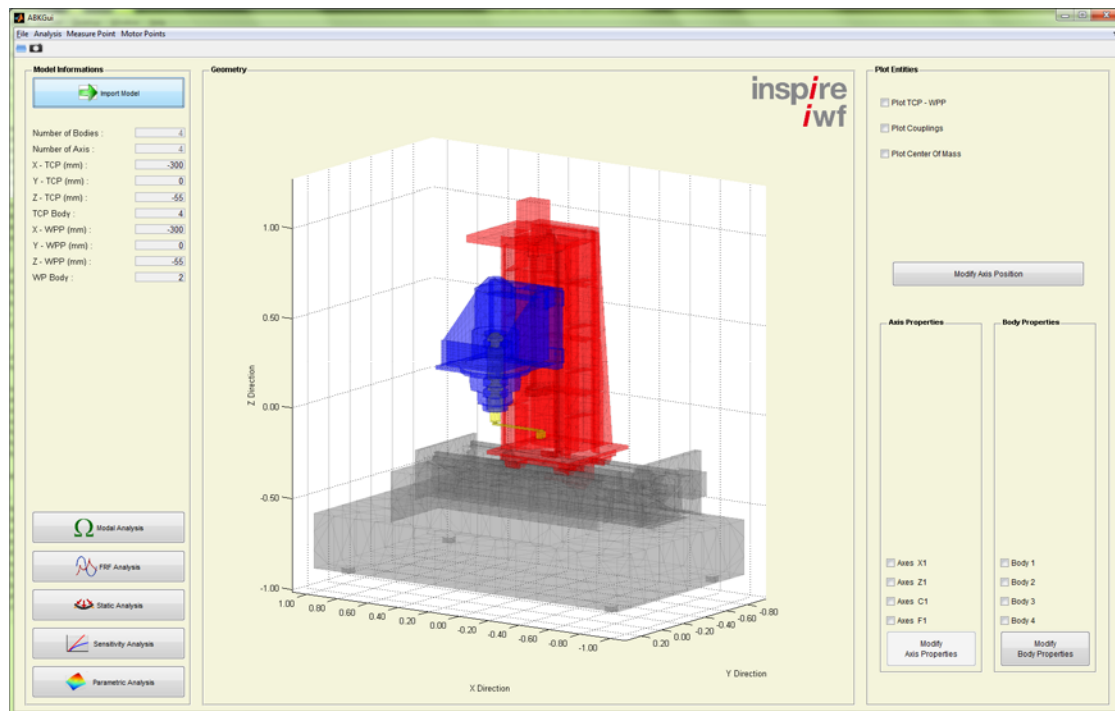 ABKGui
File Analysis Measure Point Motor Points
Model Informations
Import Model
Number of Bodies : 4
Number of Axis : 4
X - TCP (mm) : -300
Y - TCP (mm) : 0
Z - TCP (mm) : -55
TCP Body : 4
X - WPP (mm) : -300
Y - WPP (mm) : 0
Z - WPP (mm) : -55
WP Body : 2
Modal Analysis
FRF Analysis
Static Analysis
Sensitivity Analysis
Parametric Analysis
Geometry
inspire
iwf
Z Direction
1.00
0.50
0.00
-0.50
-1.00
1.00 0.80 0.60 0.40 0.20 0.00 -0.20 -0.40 -0.60 -0.80 -1.00
X Direction
0.20 0.00 -0.20 -0.40 -0.60 -0.80
Y Direction
Plot Entities
Plot TCP - WPP
Plot Couplings
Plot Center Of Mass
Modify Axis Position
Axis Properties
Axes X1
Axes Z1
Axes C1
Axes F1
Modify
Axis Properties
Body Properties
Body 1
Body 2
Body 3
Body 4
Modify
Body Properties